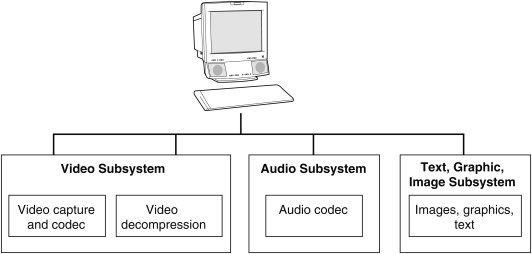 Video Subsystem
Video capture
and codec
Video
decompression
Audio Subsystem
Audio codec
Text, Graphic,
Image Subsystem
Images, graphics,
text